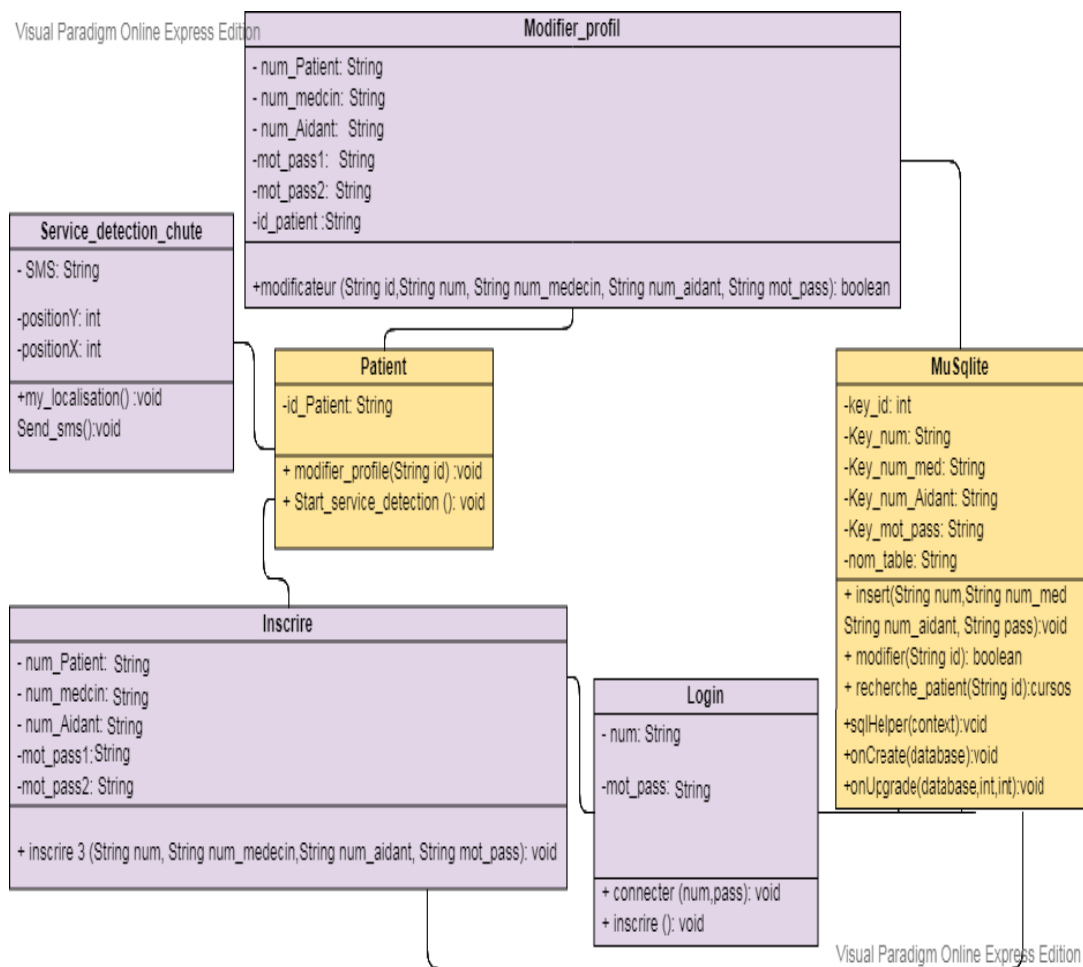 Visual Paradigm Online Express Edition
Modifier_profil
- num_Patient: String
- num_medcin: String
- num_Aidant: String
-mot_pass1: String
-mot_pass2: String
-id_patient :String
+modificateur (String id,String num, String num_medecin, String num_aidant, String mot_pass): boolean
Service_detection_chute
- SMS: String
-positionY: int
-positionX: int
+my_localisation() :void
Send_sms():void
Patient
-id_Patient: String
+ modifier_profile(String id) :void
+ Start_service_detection (): void
MuSqlite
-key_id: int
-Key_num: String
-Key_num_med: String
-Key_num_Aidant: String
-Key_mot_pass: String
-nom_table: String
+ insert(String num,String num_med
String num_aidant, String pass):void
+ modifier(String id): boolean
+ recherche_patient(String id):cursos
+sqlHelper(context):void
+onCreate(database):void
+onUpgrade(database,int,int):void
Inscrire
- num_Patient: String
- num_medcin: String
- num_Aidant: String
-mot_pass1: String
-mot_pass2: String
+ inscrire 3 (String num, String num_medecin,String num_aidant, String mot_pass): void
Login
- num: String
-mot_pass: String
+ connecter (num,pass): void
+ inscrire (): void
Visual Paradigm Online Express Edition